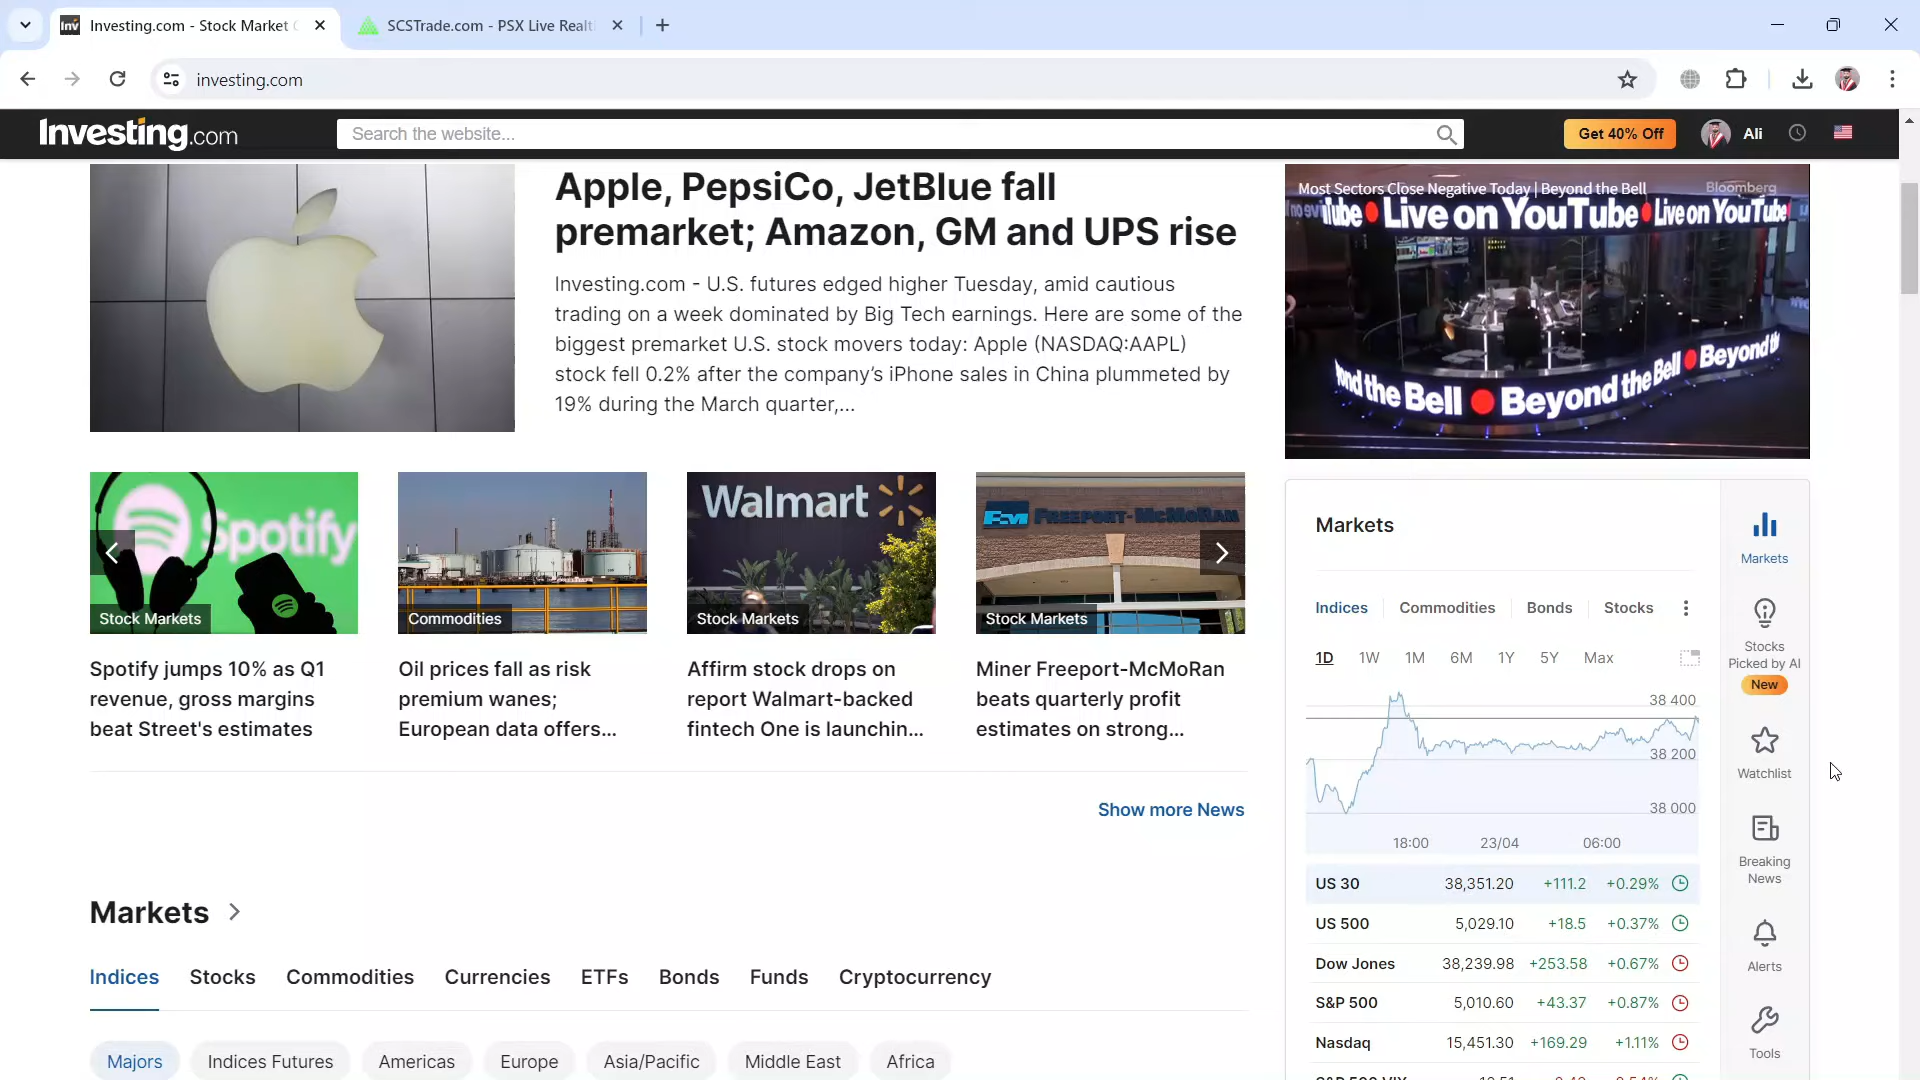 Investing.com - Stock Market
SCSTrade.com - PSX Live Realti
investing.com
Investing.com
Search the website...
Get 40% Off
Ali
Apple, PepsiCo, JetBlue fall
premarket; Amazon, GM and UPS rise
Investing.com - U.S. futures edged higher Tuesday, amid cautious
trading on a week dominated by Big Tech earnings. Here are some of the
biggest premarket U.S. stock movers today: Apple (NASDAQ:AAPL)
stock fell 0.2% after the company’s iPhone sales in China plummeted by
19% during the March quarter,...
Most Sectors Close Negative Today | Beyond the Bell
Bloomberg
Live on YouTube Live on YouTube
Beyond the Bell Beyond
Spotify
Stock Markets
Spotify jumps 10% as Q1
revenue, gross margins
beat Street's estimates
Commodities
Oil prices fall as risk
premium wanes;
European data offers...
Walmart
Stock Markets
Affirm stock drops on
report Walmart-backed
fintech One is launchin...
FREEPORT-McMoRAN
Stock Markets
Miner Freeport-McMoRan
beats quarterly profit
estimates on strong...
Show more News
Markets
Indices Stocks Commodities Currencies ETFs Bonds Funds Cryptocurrency
Majors Indices Futures Americas Europe Asia/Pacific Middle East Africa
Markets
Indices Commodities Bonds Stocks
1D 1W 1M 6M 1Y 5Y Max
38 400
38 200
38 000
18:00 23/04 06:00
US 30 38,351.20 +111.2 +0.29%
US 500 5,029.10 +18.5 +0.37%
Dow Jones 38,239.98 +253.58 +0.67%
S&P 500 5,010.60 +43.37 +0.87%
Nasdaq 15,451.30 +169.29 +1.11%
Markets
Stocks
Picked by AI
New
Watchlist
Breaking
News
Alerts
Tools